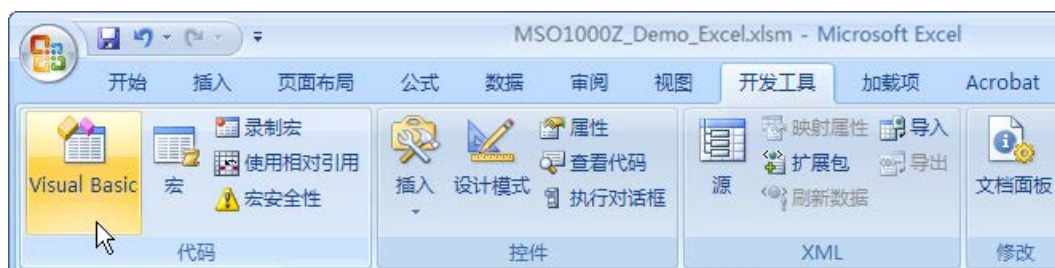 MSO1000Z_Demo_Excel.xlsm - Microsoft Excel
开始 插入 页面布局 公式 数据 审阅 视图 开发工具 加载项 Acrobat
Visual Basic
宏
录制宏
使用相对引用
宏安全性
代码
插入
设计模式
属性
查看代码
执行对话框
控件
源
映射属性
扩展包
刷新数据
导入
导出
XML
文档面板
修改